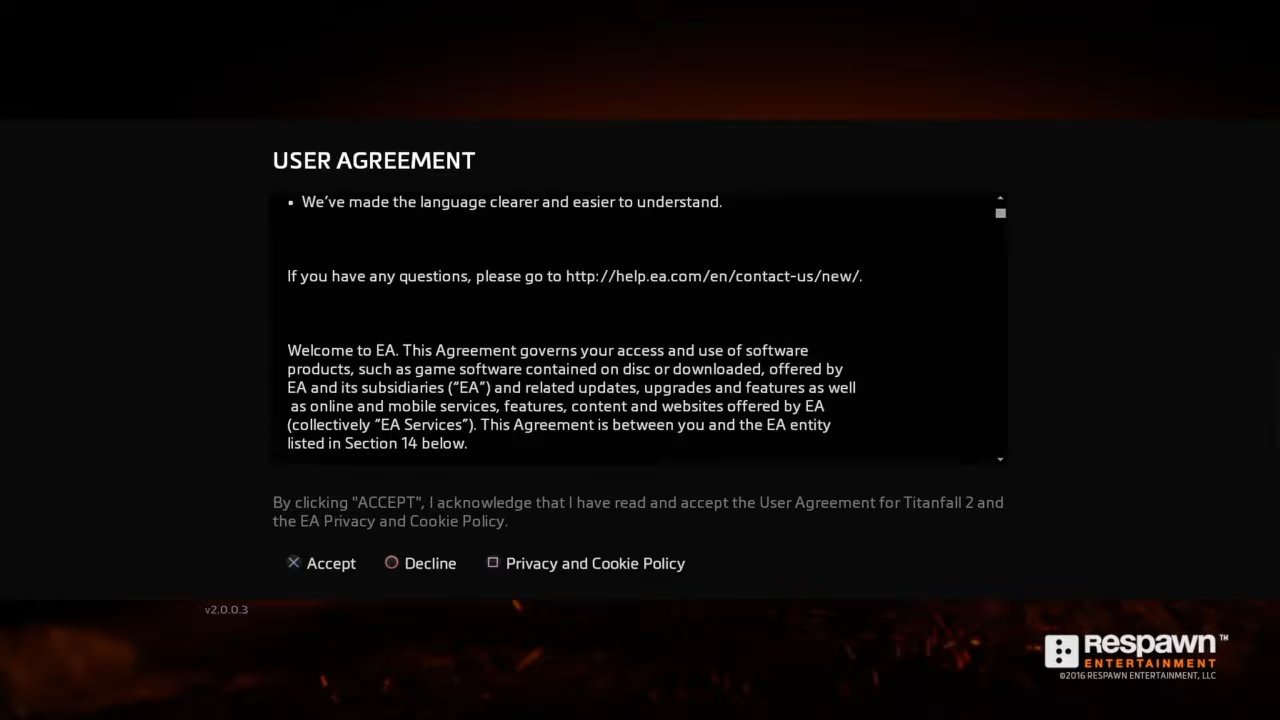 USER AGREEMENT
• We've made the language clearer and easier to understand.
If you have any questions, please go to http://help.ea.com/en/contact-us/new/.
Welcome to EA. This Agreement governs your access and use of software
products, such as game software contained on disc or downloaded, offered by
EA and its subsidiaries (“EA”) and related updates, upgrades and features as well
as online and mobile services, features, content and websites offered by EA
(collectively “EA Services”). This Agreement is between you and the EA entity
listed in Section 14 below.
By clicking "ACCEPT", I acknowledge that I have read and accept the User Agreement for Titanfall 2 and
the EA Privacy and Cookie Policy.
Accept Decline Privacy and Cookie Policy
v2.0.0.3
RESPAWN™
ENTERTAINMENT
©2016 RESPAWN ENTERTAINMENT, LLC